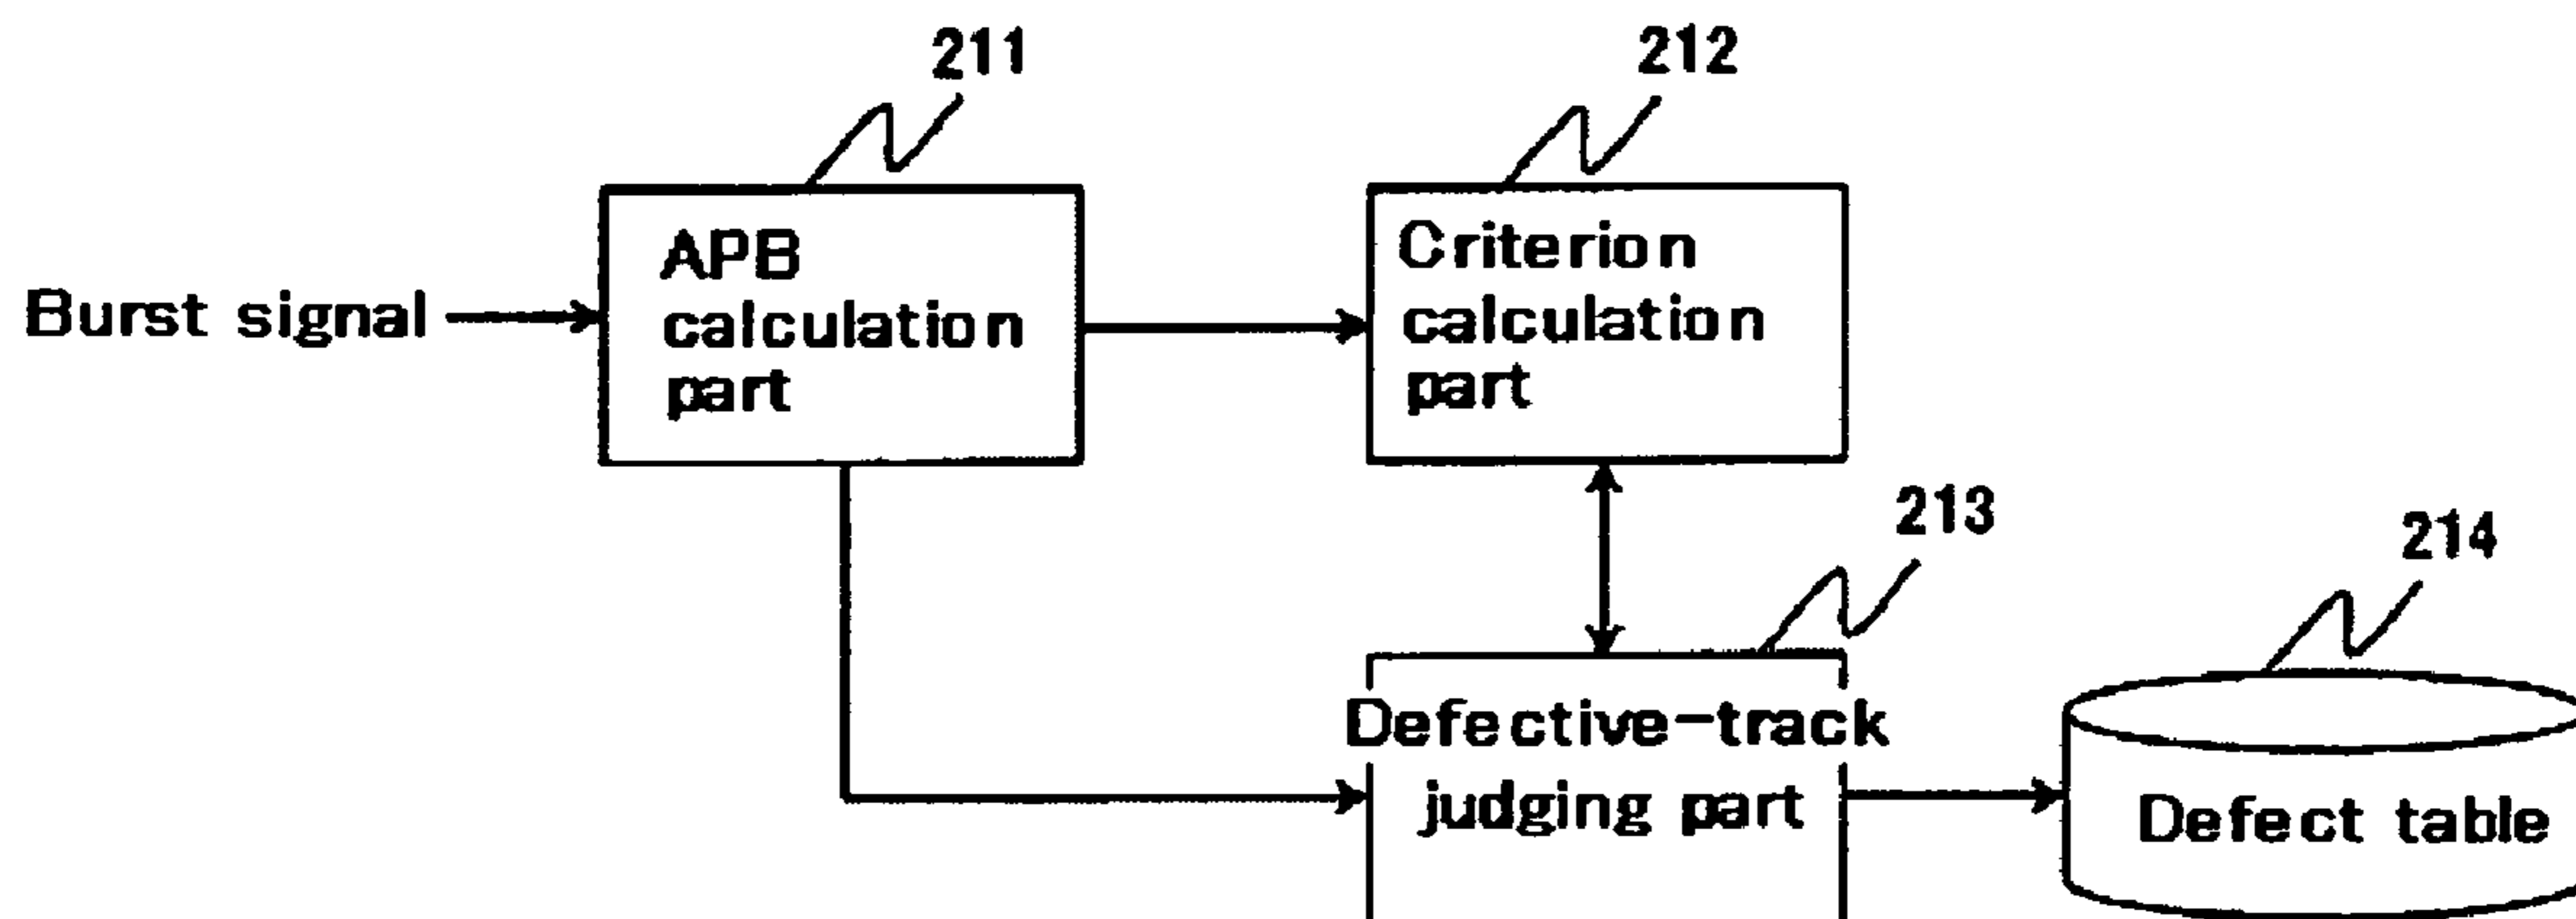 211
212
Burst signal
APB
calculation
part
Criterion
calculation
part
213
214
Defective-track
judging part
Defect table